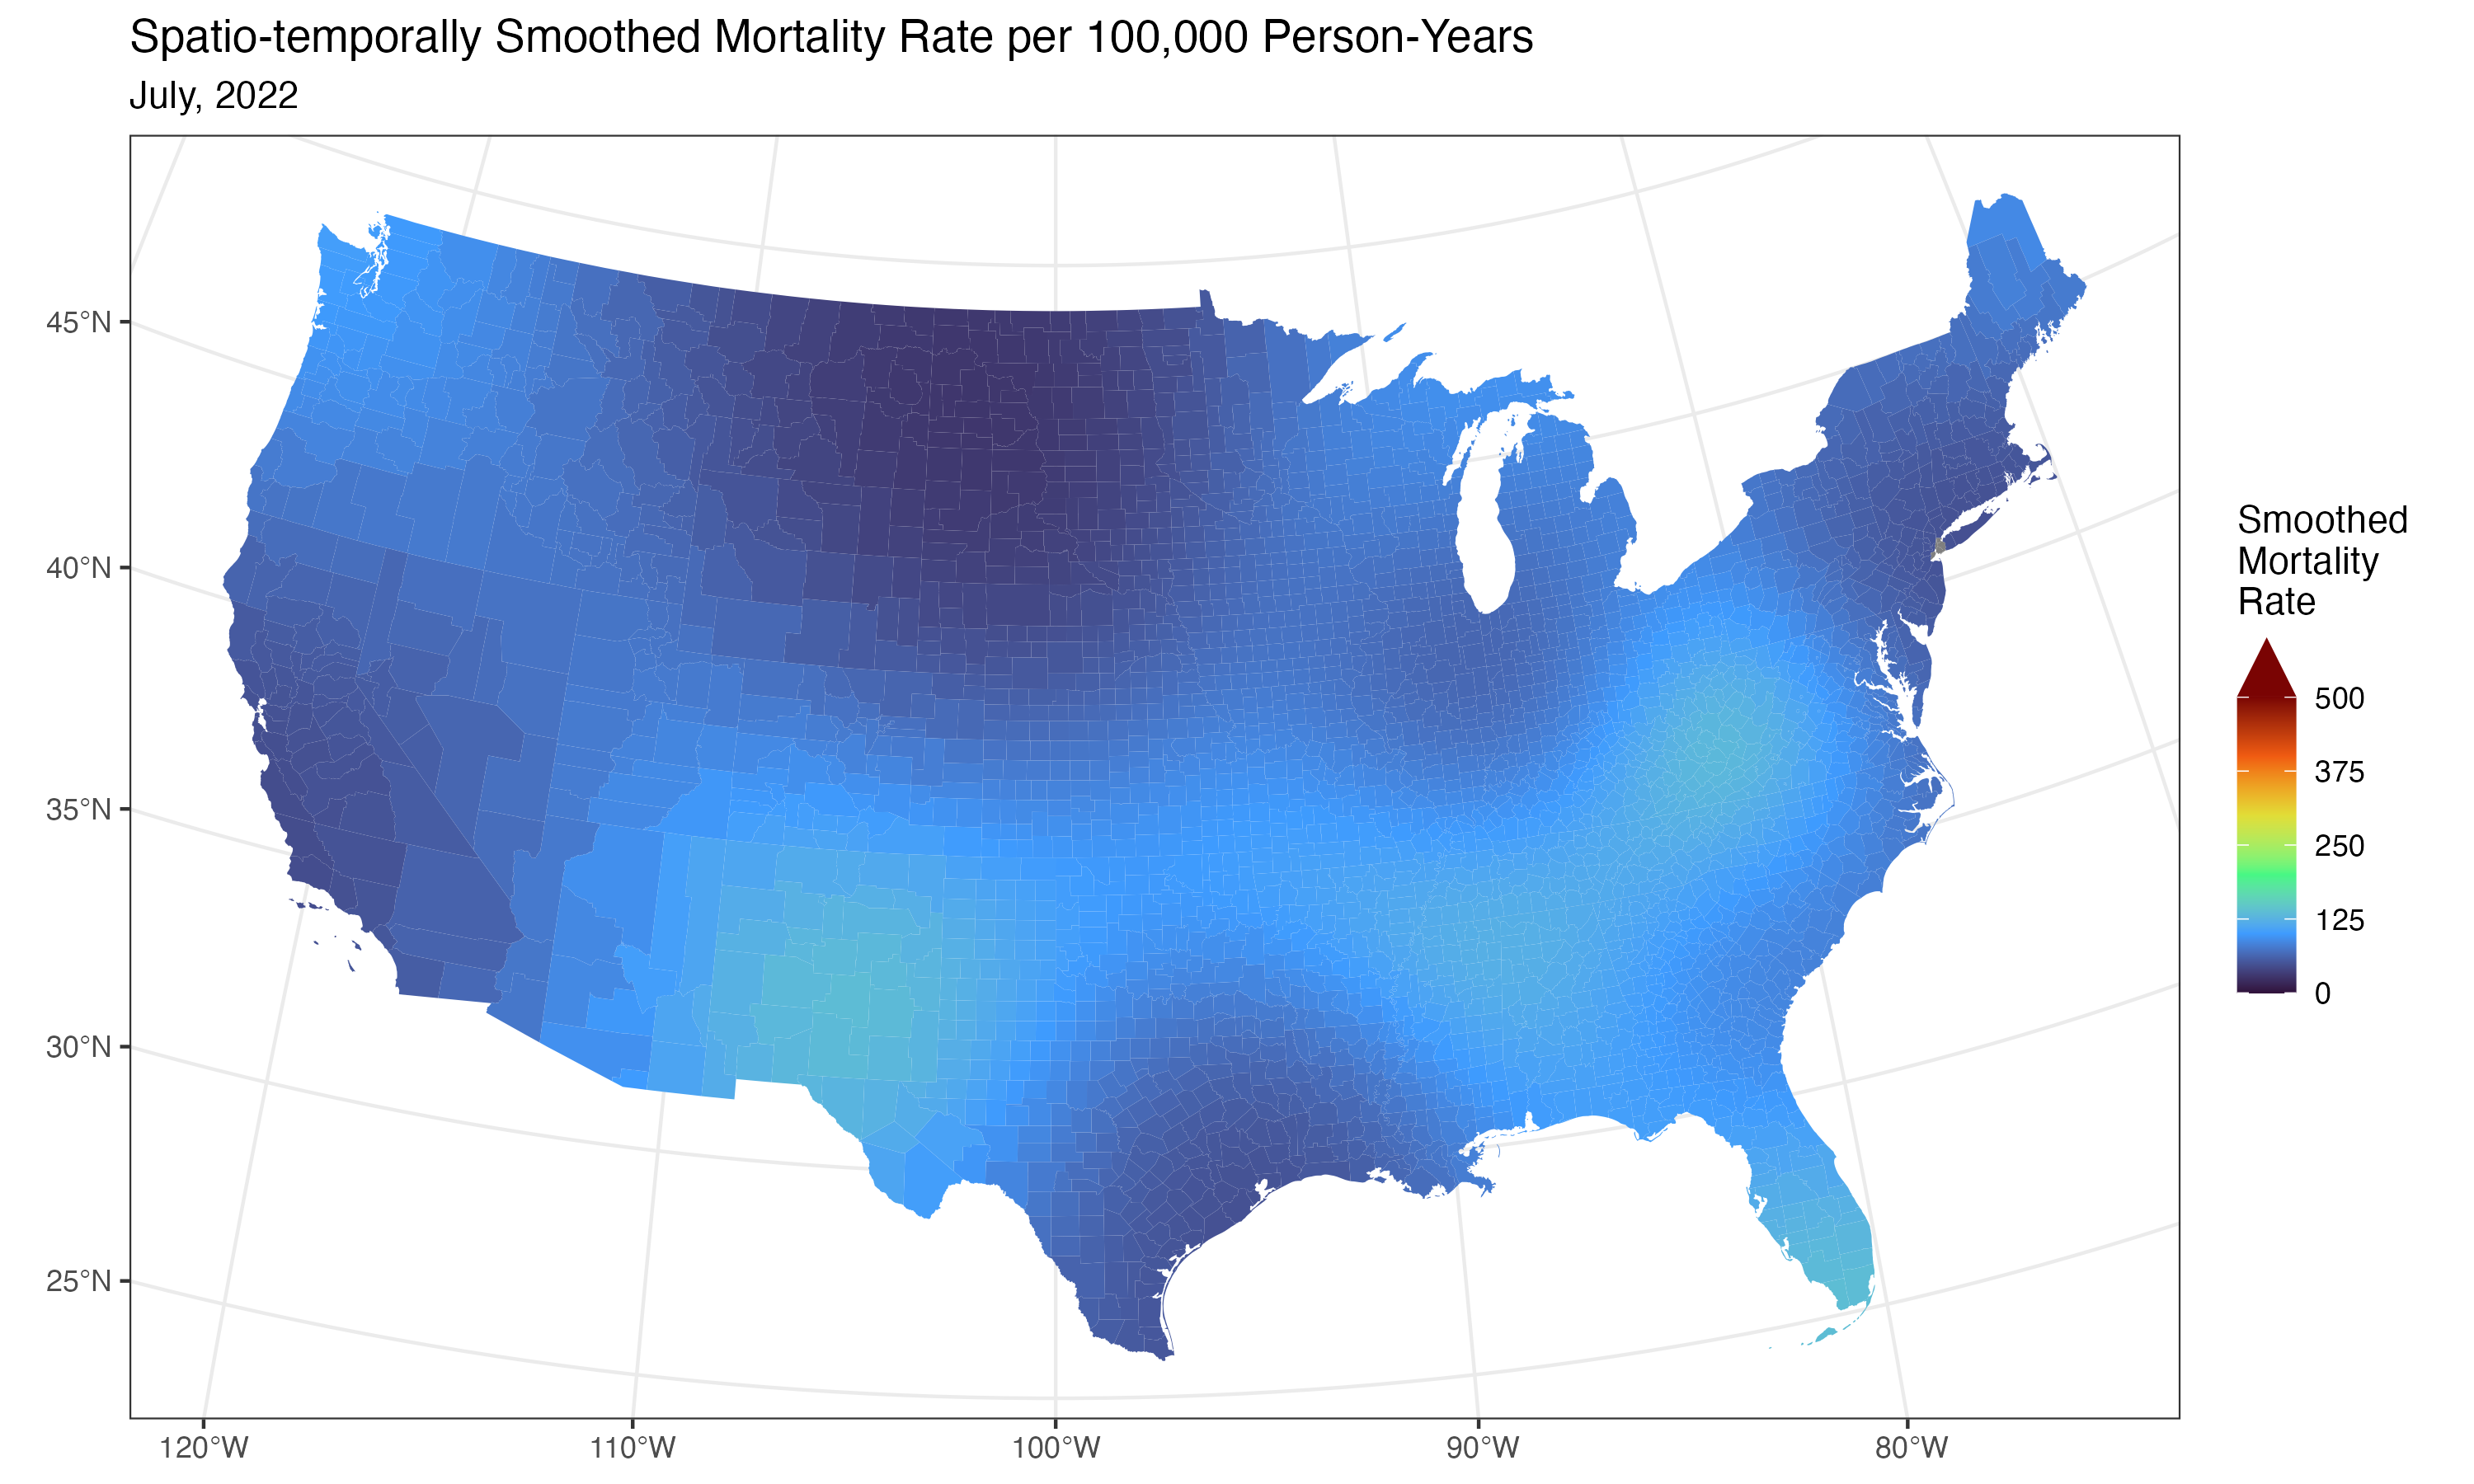 Spatio-temporally Smoothed Mortality Rate per 100,000 Person-Years
July, 2022
45°N
40°N
35°N
30°N
25°N
120°W
110°W
100°W
90°W
80°W
Smoothed
Mortality
Rate
500
375
250
125
0